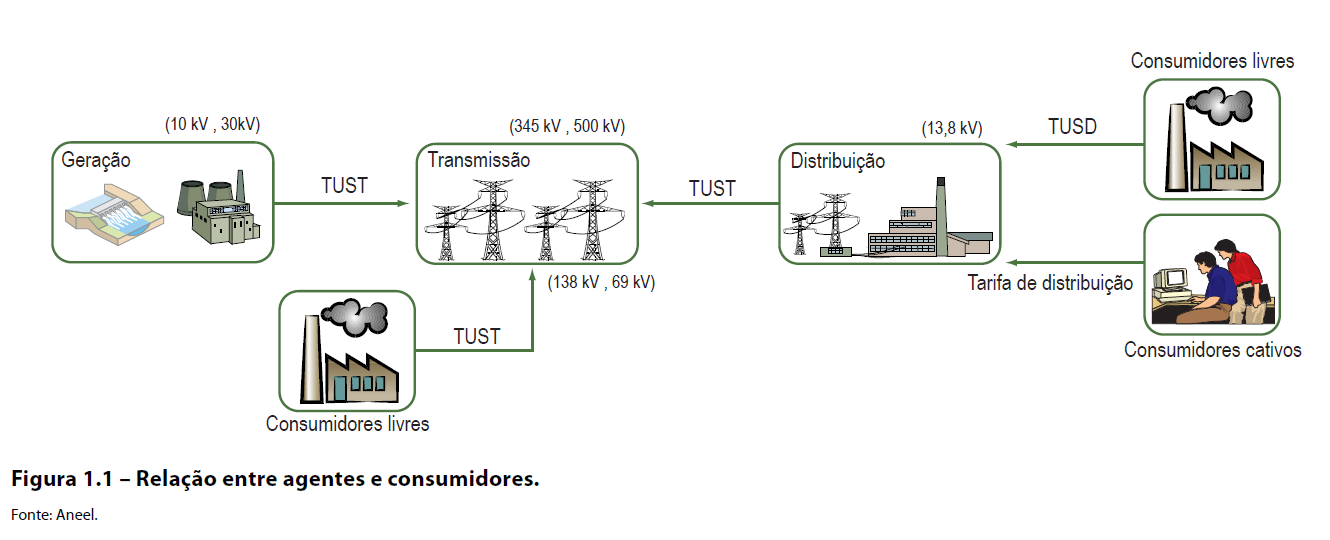 Consumidores livres
(10 kV , 30kV)
(345 kV , 500 kV)
(13,8 kV)
TUSD
Geração
Transmissão
Distribuição
TUST
TUST
(138 kV , 69 kV)
Tarifa de distribuição
TUST
Consumidores cativos
Consumidores livres
Figura 1.1 – Relação entre agentes e consumidores.
Fonte: Aneel.